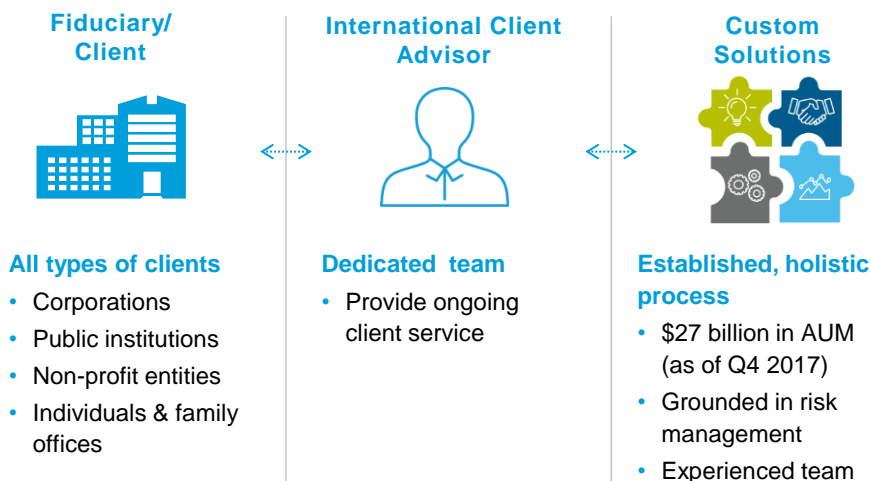 Fiduciary/
Client
All types of clients
• Corporations
• Public institutions
• Non-profit entities
• Individuals & family
offices
International Client
Advisor
Dedicated team
• Provide ongoing
client service
Custom
Solutions
Established, holistic
process
• $27 billion in AUM
(as of Q4 2017)
• Grounded in risk
management
• Experienced team